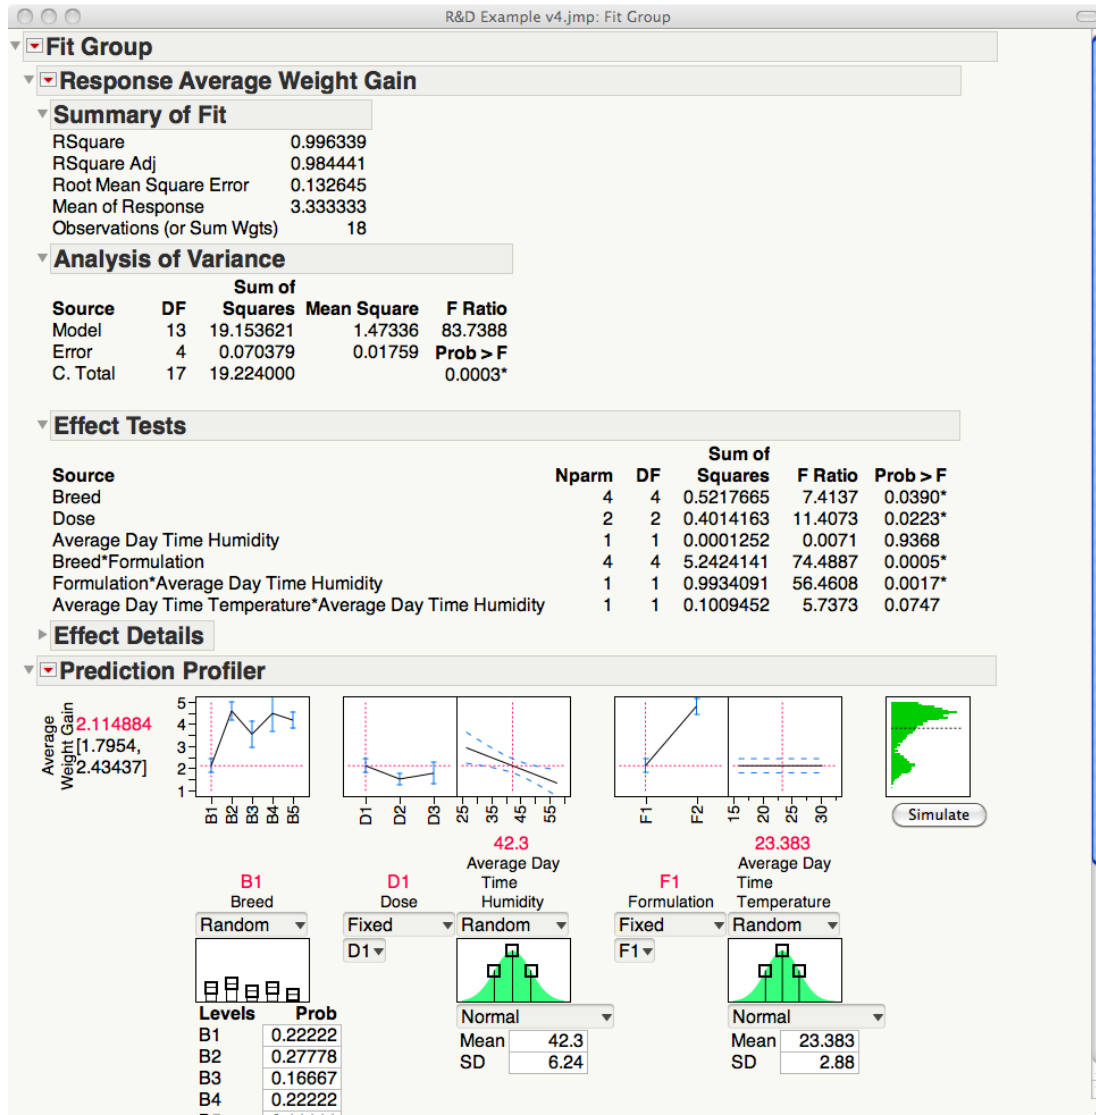 R&D Example v4.jmp: Fit Group
Fit Group
Response Average Weight Gain
Summary of Fit
RSquare 0.996339
RSquare Adj 0.984441
Root Mean Square Error 0.132645
Mean of Response 3.333333
Observations (or Sum Wgts) 18
Analysis of Variance
Sum of
Source DF Squares Mean Square F Ratio
Model 13 19.153621 1.47336 83.7388
Error 4 0.070379 0.01759 Prob > F
C. Total 17 19.224000 0.0003*
Effect Tests
Sum of
Source Nparm DF Squares F Ratio Prob > F
Breed 4 4 0.5217665 7.4137 0.0390*
Dose 2 2 0.4014163 11.4073 0.0223*
Average Day Time Humidity 1 1 0.0001252 0.0071 0.9368
Breed*Formulation 4 4 5.2424141 74.4887 0.0005*
Formulation*Average Day Time Humidity 1 1 0.9934091 56.4608 0.0017*
Average Day Time Temperature*Average Day Time Humidity 1 1 0.1009452 5.7373 0.0747
Effect Details
Prediction Profiler
Average
Weight Gain
2.114884
[1.7954,
2.43437]
5
4
3
2
1
B1 B2 B3 B4 B5 D1 D2 D3 25 35 45 55 F1 F2 15 20 25 30
Simulate
42.3 23.383
Average Day Average Day
B1 D1 Time F1 Time
Breed Dose Humidity Formulation Temperature
Random Fixed Random Fixed Random
D1 F1
Levels Prob Normal Normal
B1 0.22222 Mean 42.3 Mean 23.383
B2 0.27778 SD 6.24 SD 2.88
B3 0.16667
B4 0.22222